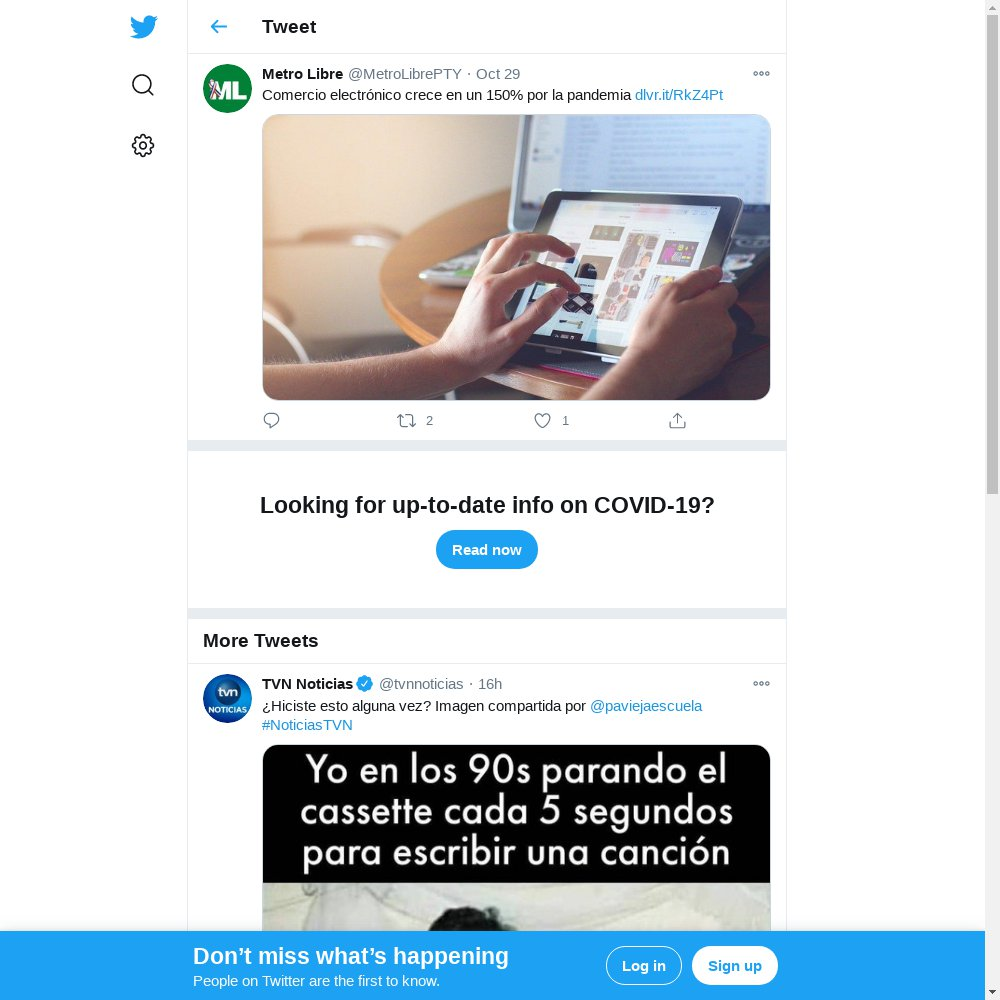 Tweet
ML
Metro Libre @MetroLibrePTY · Oct 29
Comercio electrónico crece en un 150% por la pandemia dlvr.it/RkZ4Pt
2
1
Looking for up-to-date info on COVID-19?
Read now
More Tweets
tvn
NOTICIAS
TVN Noticias @tvnnoticias · 16h
¿Hiciste esto alguna vez? Imagen compartida por @paviejaescuela
#NoticiasTVN
Yo en los 90s parando el
cassette cada 5 segundos
para escribir una canción
Don’t miss what’s happening
People on Twitter are the first to know.
Log in
Sign up